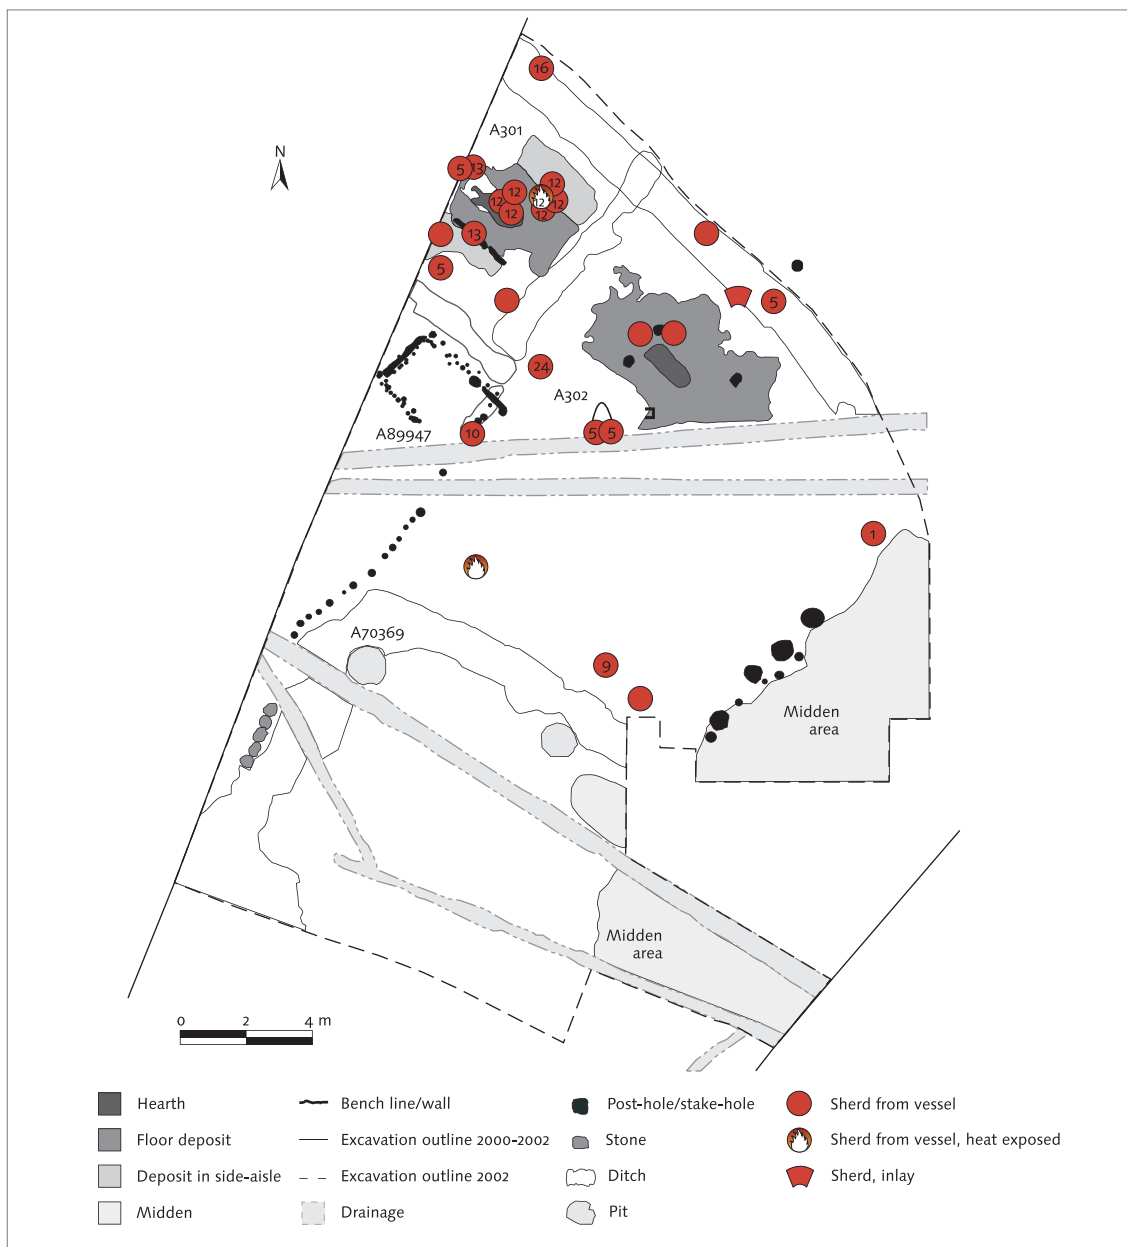 16
A301
N
5
13
12
12
12
12
12
12
12
13
5
5
24
A302
A89947
10
5
5
1
A70369
9
Midden
area
Midden
area
0 2 4 m
Hearth
Floor deposit
Deposit in side-aisle
Midden
Bench line/wall
Excavation outline 2000-2002
Excavation outline 2002
Drainage
Post-hole/stake-hole
Stone
Ditch
Pit
Sherd from vessel
Sherd from vessel, heat exposed
Sherd, inlay